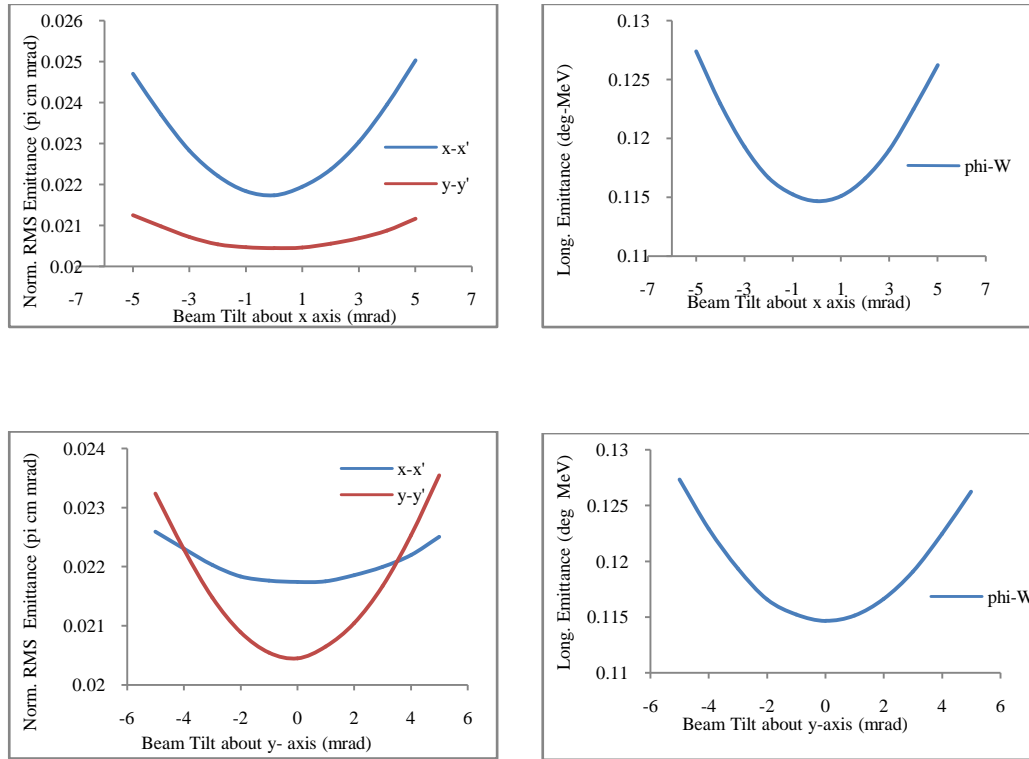 Norm. RMS Emittance (pi cm mrad)
0.026
0.025
0.024
0.023
0.022
0.021
0.02
-7 -5 -3 -1 1 3 5 7
Beam Tilt about x axis (mrad)
x-x'
y-y'
Long. Emittance (deg-MeV)
0.13
0.125
0.12
0.115
0.11
-7 -5 -3 -1 1 3 5 7
Beam Tilt about x axis (mrad)
phi-W
Norm. RMS Emittance (pi cm mrad)
0.024
0.023
0.022
0.021
0.02
-6 -4 -2 0 2 4 6
Beam Tilt about y- axis (mrad)
x-x'
y-y'
Long. Emittance (deg MeV)
0.13
0.125
0.12
0.115
0.11
-6 -4 -2 0 2 4 6
Beam Tilt about y-axis (mrad)
phi-W